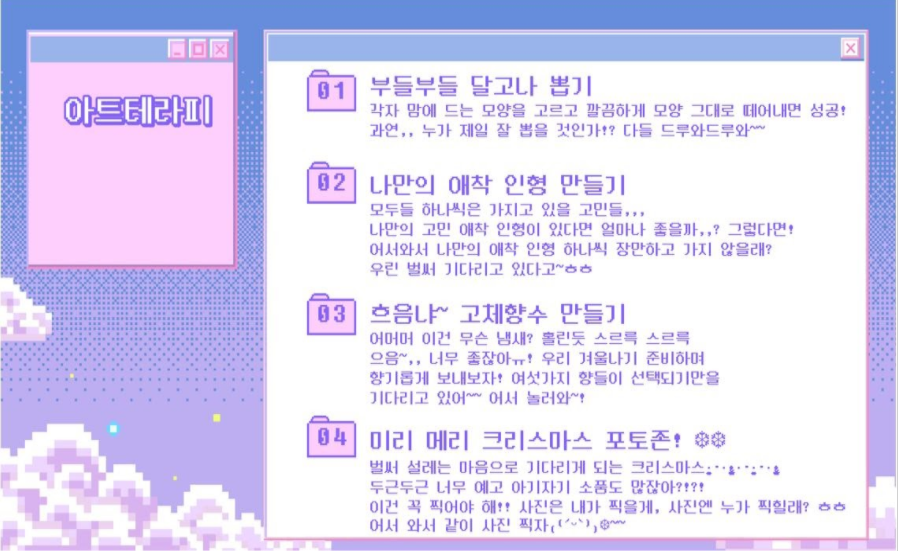 아트테라피
01
부들부들 달고나 뽑기
각자 맘에 드는 모양을 고르고 깔끔하게 모양 그대로 떼어내면 성공!
과연,, 누가 제일 잘 뽑을 것인가!? 다들 드루와드루와~~
02
나만의 애착 인형 만들기
모두들 하나씩은 가지고 있을 고민들,,,
나만의 고민 애착 인형이 있다면 얼마나 좋을까,,? 그렇다면!
어서와서 나만의 애착 인형 하나씩 장만하고 가지 않을래?
우린 벌써 기다리고 있다고~ㅎㅎ
03
흐음냐~ 고체향수 만들기
어머머 이건 무슨 냄새? 홀린듯 스르륵 스르륵
으음~,, 너무 좋잖아ㅠ! 우리 겨울나기 준비하며
향기롭게 보내보자! 여섯가지 향들이 선택되기만을
기다리고 있어~~ 어서 놀러와~!
04
미리 메리 크리스마스 포토존! ❄❄
벌써 설레는 마음으로 기다리게 되는 크리스마스
두근두근 너무 예고 아기자기 소품도 많잖아?!?!
이건 꼭 찍어야 해!! 사진은 내가 찍을게, 사진엔 누가 찍힐래? ㅎㅎ
어서 와서 같이 사진 찍자₍(ˊᵕˋ)₎❄~~